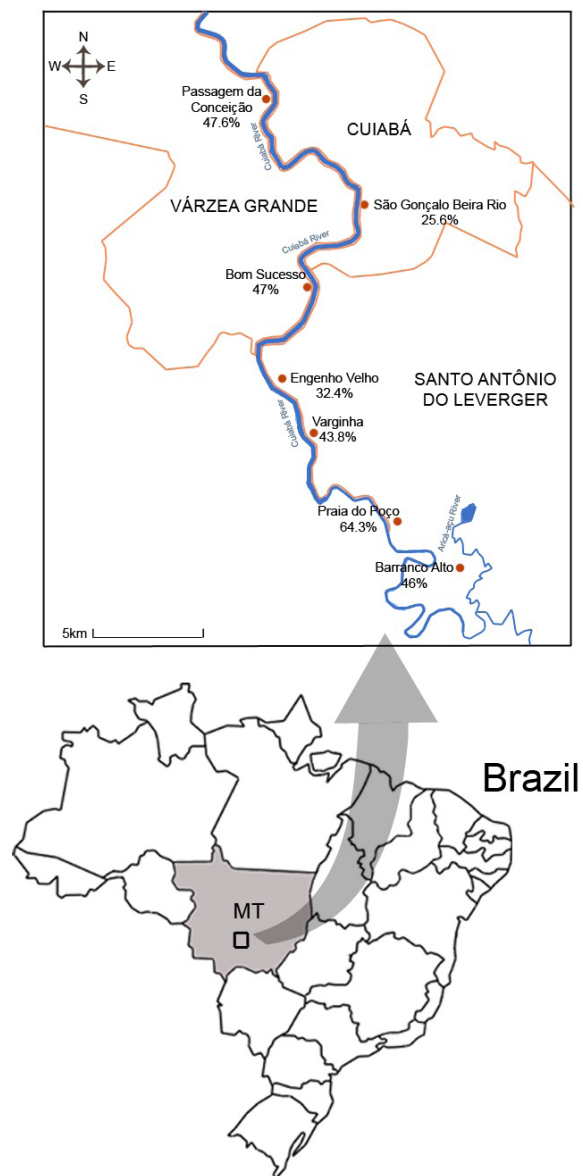 N
W E
S
Passagem da
Conceição
47.6%
Cuiabá River
CUIABÁ
VÁRZEA GRANDE
São Gonçalo Beira Rio
25.6%
Cuiabá River
Bom Sucesso
47%
Engenho Velho
32.4%
SANTO ANTÔNIO
DO LEVERGER
Cuiabá River
Varginha
43.8%
Praia do Poço
64.3%
Aricá-açu River
Barranco Alto
46%
5km
Brazil
MT